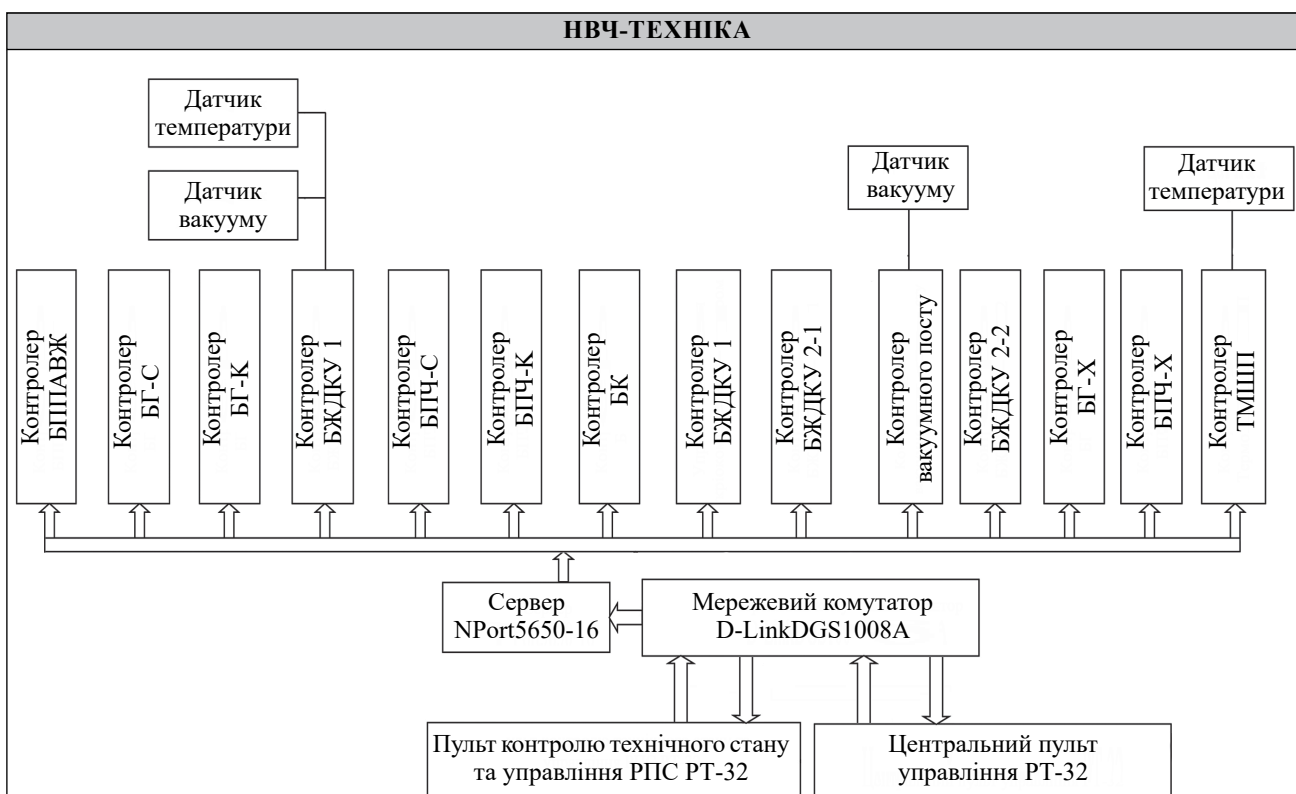 НВЧ-ТЕХНІКА
Датчик
температури
Датчик
вакууму
Датчик
вакууму
Датчик
температури
Контролер
БППАВЖ
Контролер
БГ-С
Контролер
БГ-К
Контролер
БЖДКУ 1
Контролер
БПЧ-С
Контролер
БПЧ-К
Контролер
БК
Контролер
БЖДКУ 1
Контролер
БЖДКУ 2-1
Контролер
вакуумного посту
Контролер
БЖДКУ 2-2
Контролер
БГ-Х
Контролер
БПЧ-Х
Контролер
ТМШП
Сервер
NPort5650-16
Мережевий комутатор
D-LinkDGS1008A
Пульт контролю технічного стану
та управління РПС РТ-32
Центральний пульт
управління РТ-32